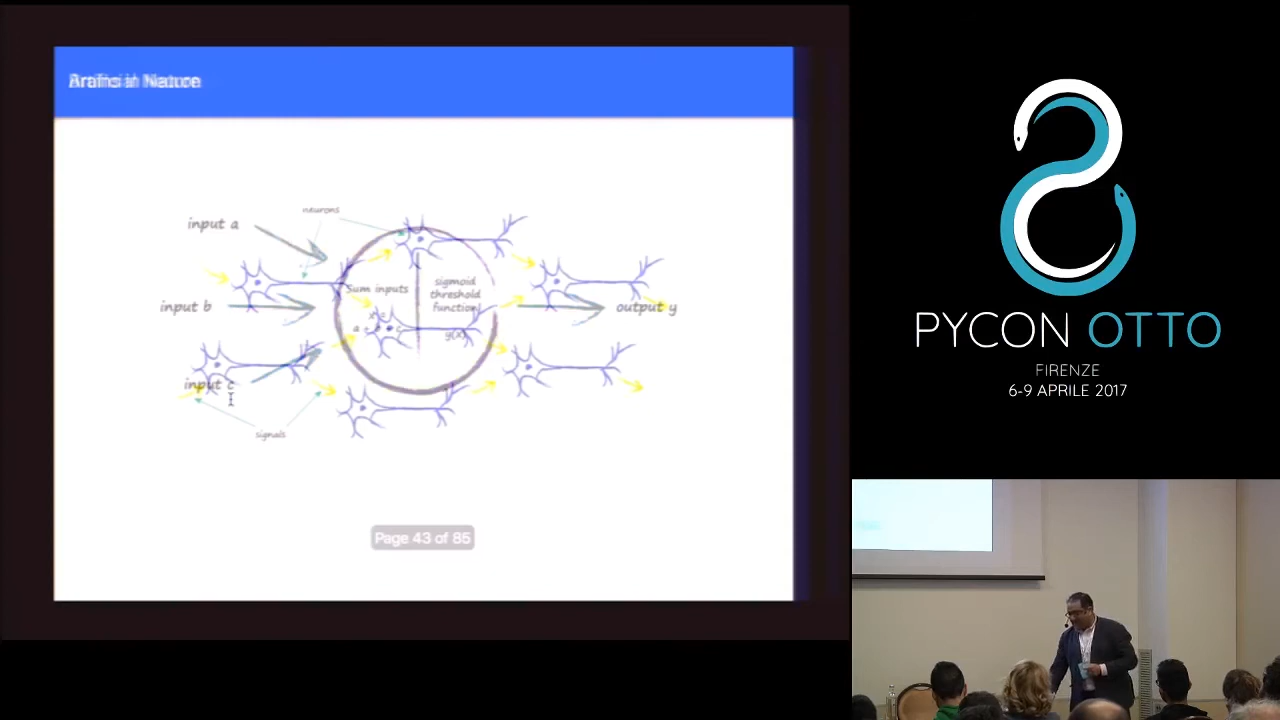 neurons
input a
Sum inputs
sigmoid
threshold
function
input b
output y
y(x)
input c
signals
Page 43 of 85
PYCON OTTO
FIRENZE
6-9 APRILE 2017